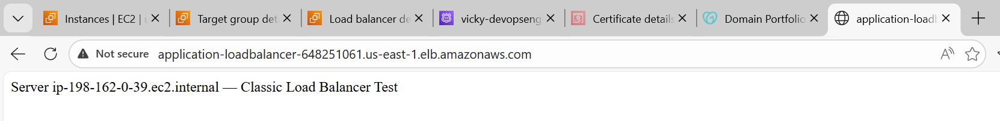 Instances | EC2 |
Target group det
Load balancer de
vicky-devopseng
Certificate details
Domain Portfolio
application-load
Not secure
application-loadbalancer-648251061.us-east-1.elb.amazonaws.com
Server ip-198-162-0-39.ec2.internal — Classic Load Balancer Test